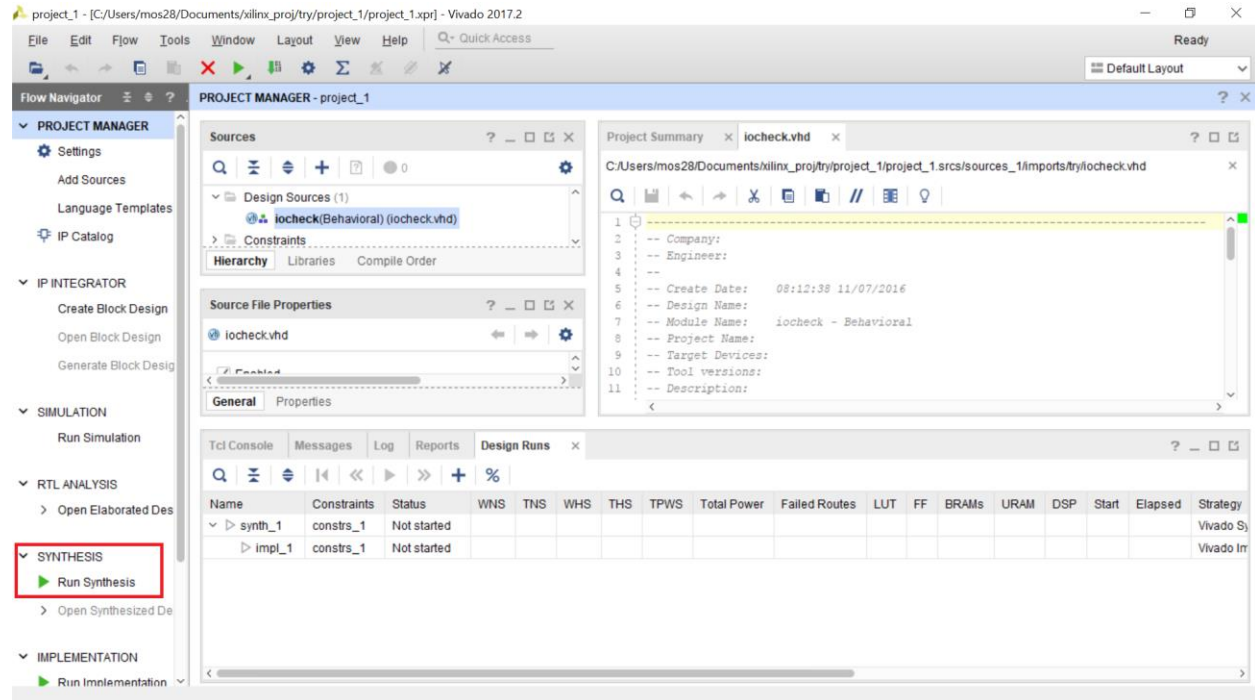 project_1 - [C:/Users/mos28/Documents/xilinx_proj/try/project_1/project_1.xpr] - Vivado 2017.2
File Edit Flow Tools Window Layout View Help Quick Access Ready
Default Layout
Flow Navigator
PROJECT MANAGER - project_1
PROJECT MANAGER
Settings
Add Sources
Language Templates
IP Catalog
IP INTEGRATOR
Create Block Design
Open Block Design
Generate Block Desig
SIMULATION
Run Simulation
RTL ANALYSIS
Open Elaborated Des
SYNTHESIS
Run Synthesis
Open Synthesized De
IMPLEMENTATION
Run Implementation
Sources
0
Design Sources (1)
iocheck(Behavioral) (iocheck.vhd)
Constraints
Hierarchy Libraries Compile Order
Source File Properties
iocheck.vhd
Enabled
General Properties
Project Summary iocheck.vhd
C:/Users/mos28/Documents/xilinx_proj/try/project_1/project_1.srcs/sources_1/imports/try/iocheck.vhd
1 ----------------------------------------------------------------------------------
2 -- Company:
3 -- Engineer:
4 --
5 -- Create Date: 08:12:38 11/07/2016
6 -- Design Name:
7 -- Module Name: iocheck - Behavioral
8 -- Project Name:
9 -- Target Devices:
10 -- Tool versions:
11 -- Description:
Tcl Console Messages Log Reports Design Runs
Name Constraints Status WNS TNS WHS THS TPWS Total Power Failed Routes LUT FF BRAMs URAM DSP Start Elapsed Strategy
synth_1 constrs_1 Not started Vivado Sy
impl_1 constrs_1 Not started Vivado Im